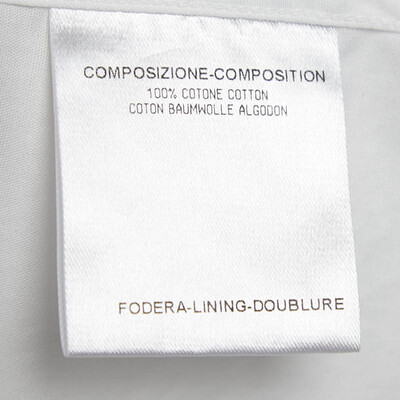 COMPOSIZIONE-COMPOSITION
100% COTONE COTTON
COTON BAUMWOLLE ALGODON
FODERA-LINING-DOUBLURE